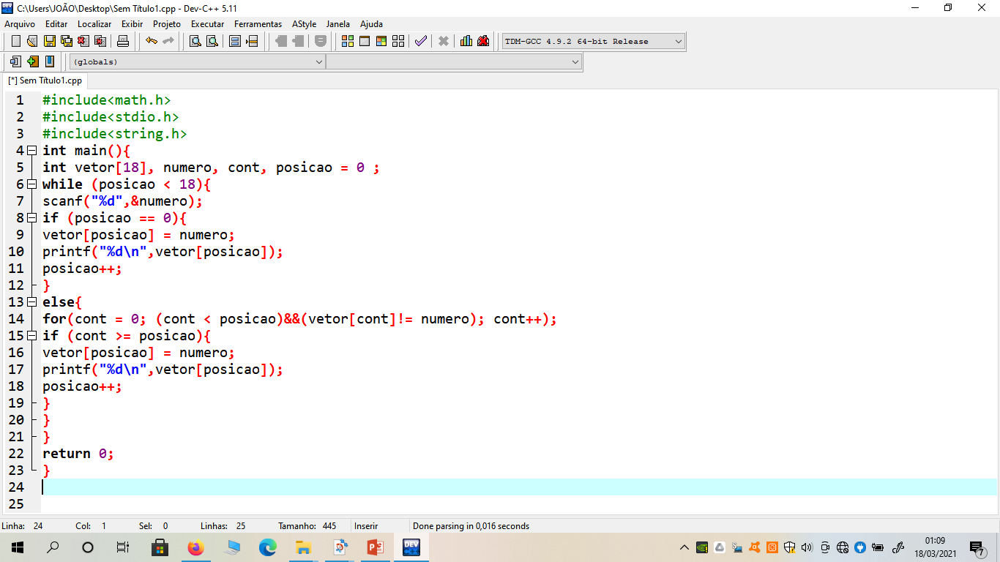 C:\Users\JOÃO\Desktop\Sem Título1.cpp - Dev-C++ 5.11
Arquivo Editar Localizar Exibir Projeto Executar Ferramentas AStyle Janela Ajuda
TDM-GCC 4.9.2 64-bit Release
(globals)
[*] Sem Título1.cpp
1 #include<math.h>
2 #include<stdio.h>
3 #include<string.h>
4 int main(){
5 int vetor[18], numero, cont, posicao = 0 ;
6 while (posicao < 18){
7 scanf("%d",&numero);
8 if (posicao == 0){
9 vetor[posicao] = numero;
10 printf("%d\n",vetor[posicao]);
11 posicao++;
12 }
13 else{
14 for(cont = 0; (cont < posicao)&&(vetor[cont]!= numero); cont++);
15 if (cont >= posicao){
16 vetor[posicao] = numero;
17 printf("%d\n",vetor[posicao]);
18 posicao++;
19 }
20 }
21 }
22 return 0;
23 }
24
25
Linha: 24 Col: 1 Sel: 0 Linhas: 25 Tamanho: 445 Inserir Done parsing in 0,016 seconds
DEV
01:09
18/03/2021
7